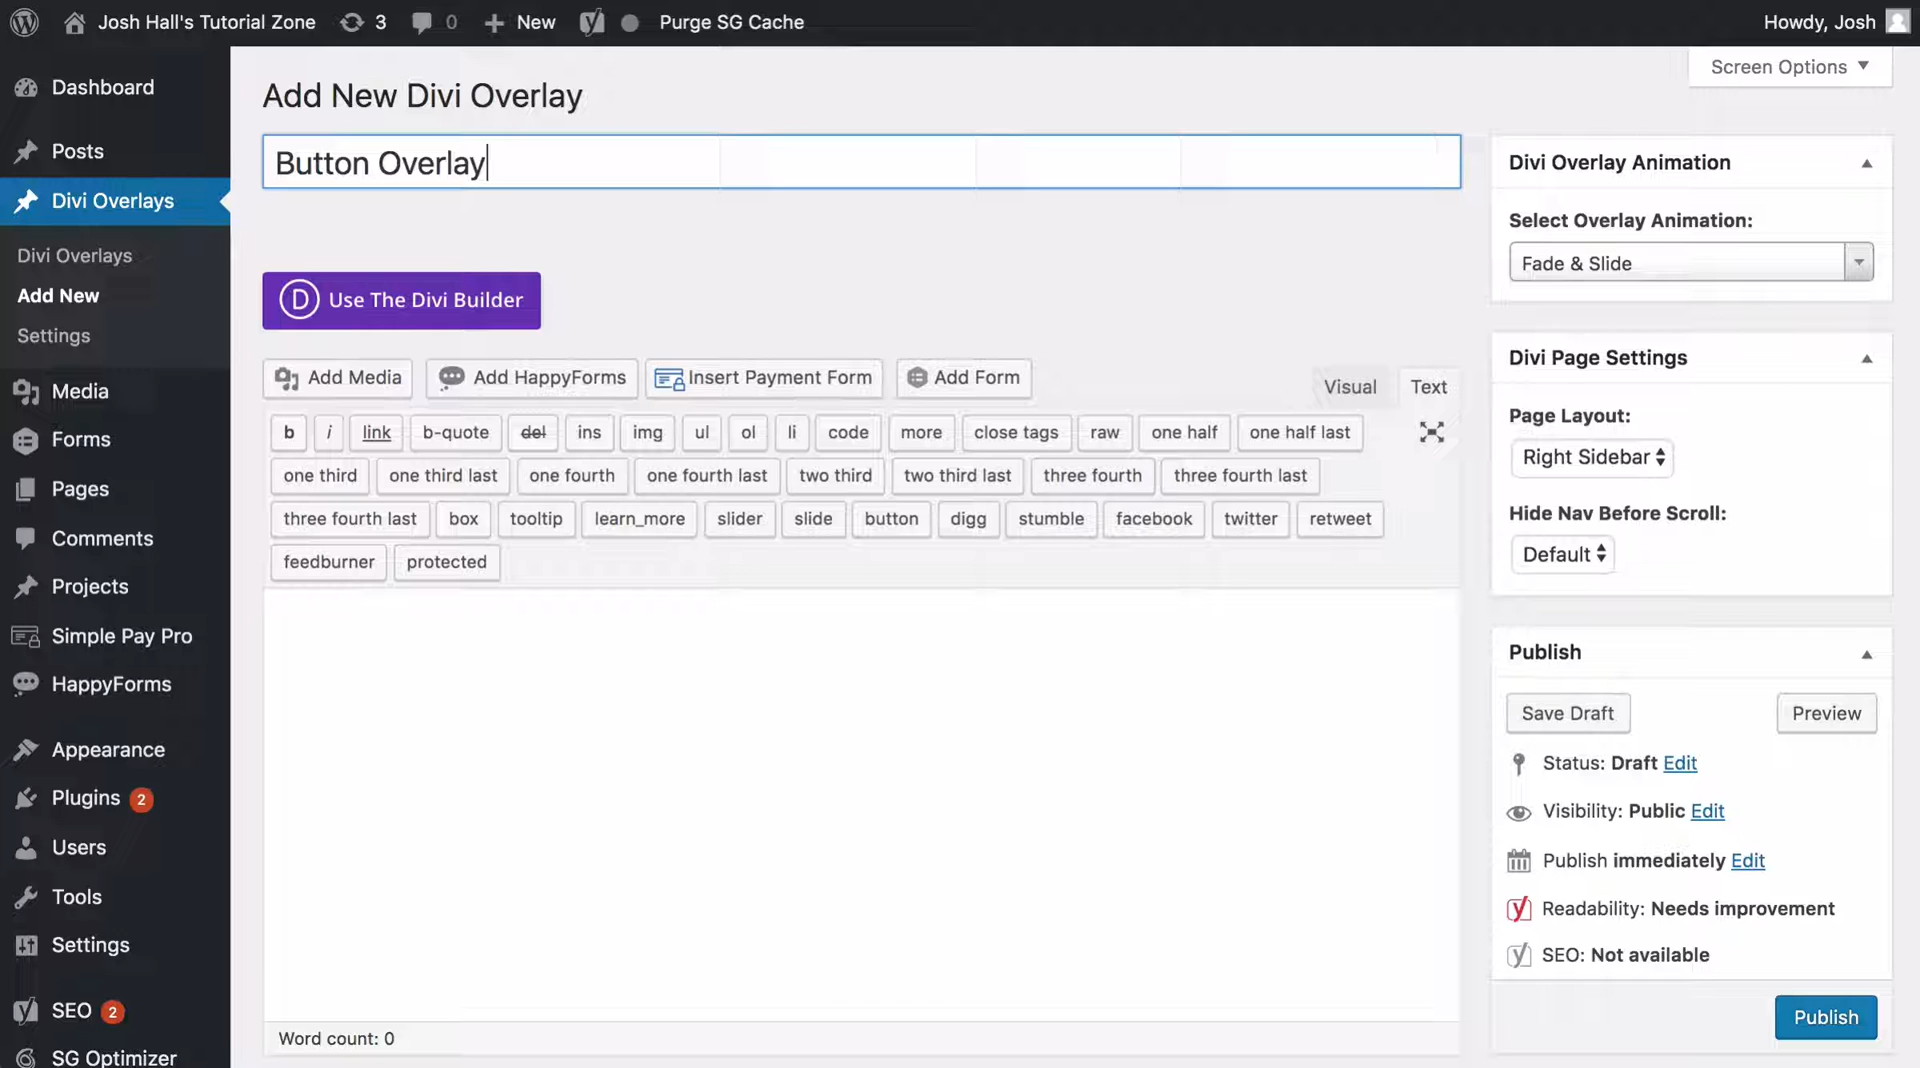 Josh Hall's Tutorial Zone 3 0 New Purge SG Cache Howdy, Josh
Screen Options
Dashboard
Posts
Divi Overlays
Divi Overlays
Add New
Settings
Media
Forms
Pages
Comments
Projects
Simple Pay Pro
HappyForms
Appearance
Plugins 2
Users
Tools
Settings
SEO 2
SG Optimizer
Add New Divi Overlay
Button Overlay
D Use The Divi Builder
Add Media Add HappyForms Insert Payment Form Add Form Visual Text
b i link b-quote del ins img ul ol li code more close tags raw one half one half last
one third one third last one fourth one fourth last two third two third last three fourth three fourth last
three fourth last box tooltip learn_more slider slide button digg stumble facebook twitter retweet
feedburner protected
Word count: 0
Divi Overlay Animation
Select Overlay Animation:
Fade & Slide
Divi Page Settings
Page Layout:
Right Sidebar
Hide Nav Before Scroll:
Default
Publish
Save Draft Preview
Status: Draft Edit
Visibility: Public Edit
Publish immediately Edit
Readability: Needs improvement
SEO: Not available
Publish